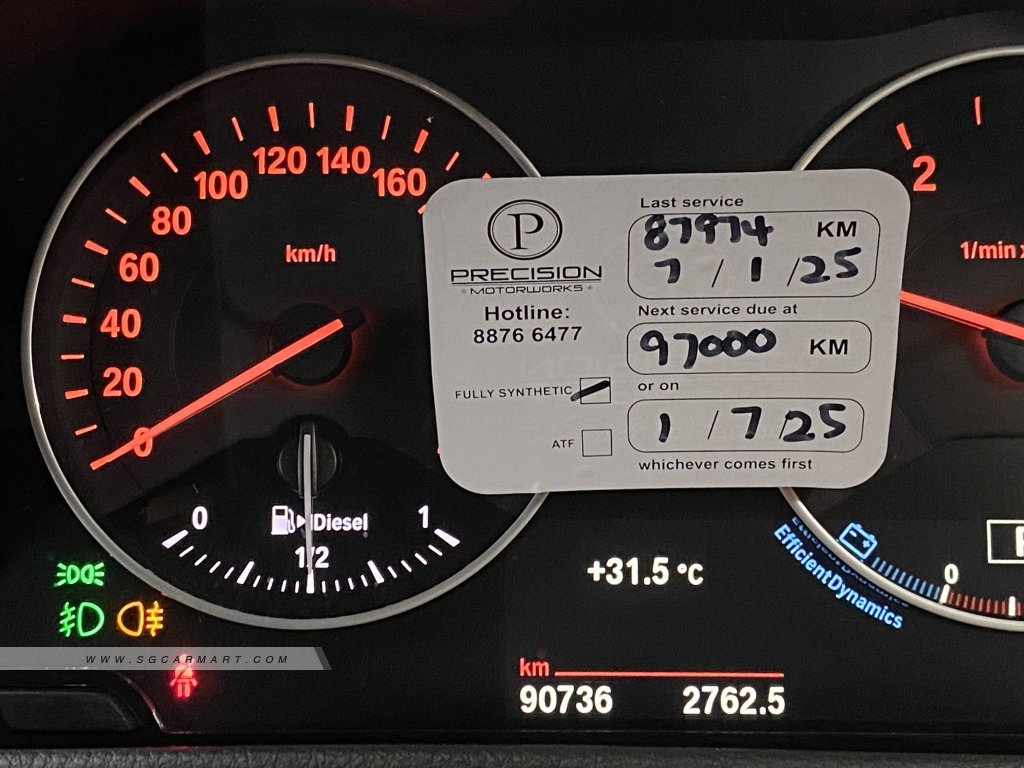 120 140
100 160
80
60
40
20
0
km/h
P
PRECISION
MOTORWORKS
Hotline:
8876 6477
FULLY SYNTHETIC
ATF
Last service
87974 KM
7 / 1 / 25
Next service due at
97000 KM
or on
1 / 7 / 25
whichever comes first
2
1/min x
0 Diesel 1
1/2
+31.5 °C
0
EfficientDynamics
WWW.SGCARMART.COM
km
90736 2762.5